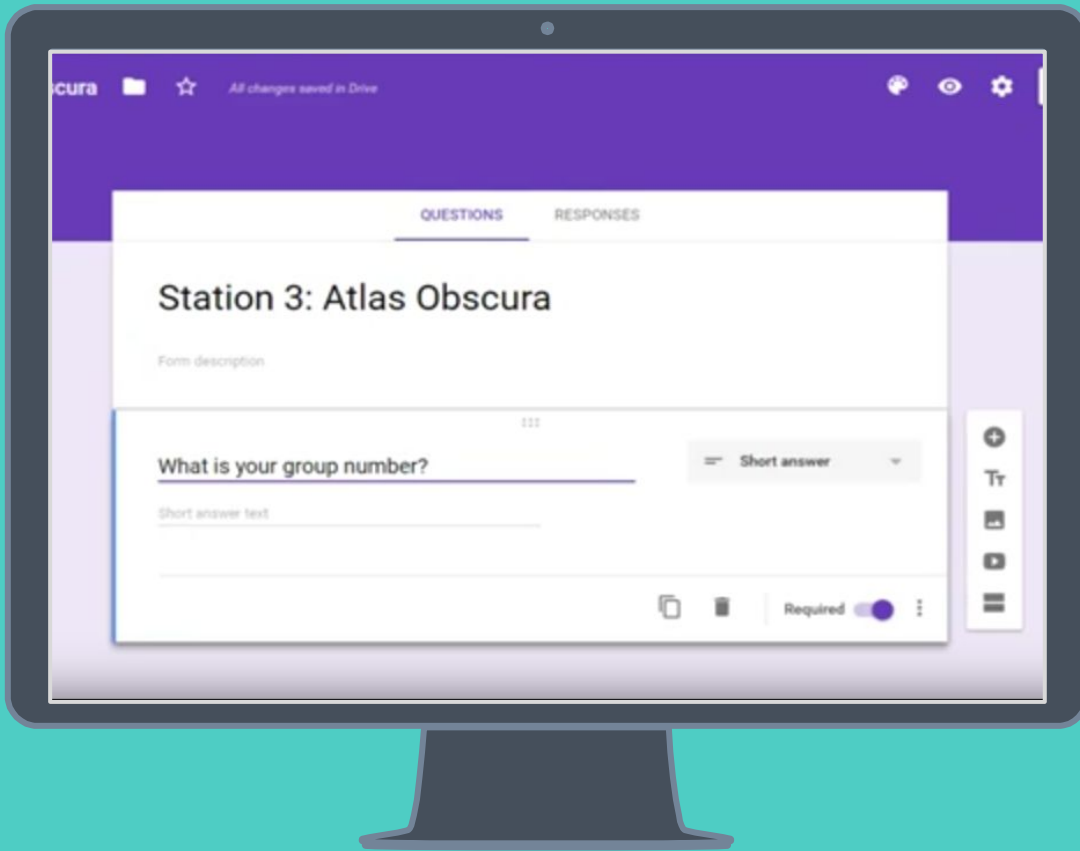 scura All changes saved in Drive
QUESTIONS RESPONSES
Station 3: Atlas Obscura
Form description
What is your group number? Short answer
Tт
Short answer text
Required